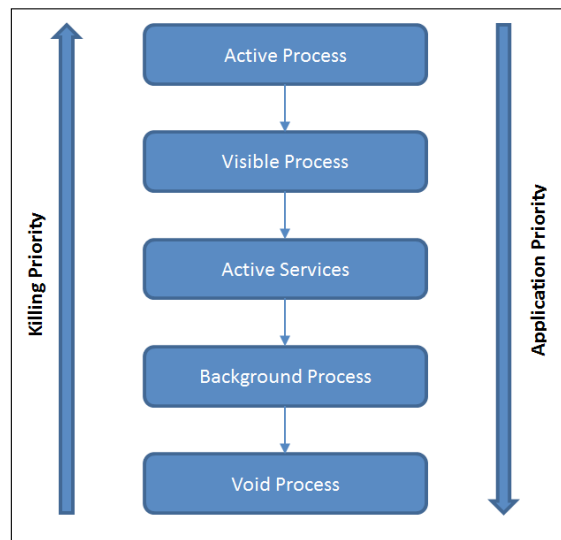 Active Process
Visible Process
Active Services
Background Process
Void Process
Killing Priority
Application Priority